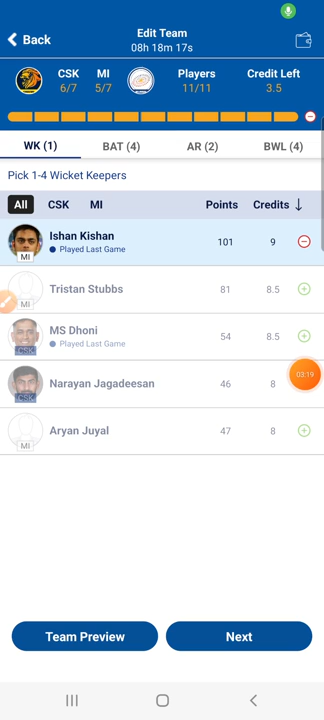 Edit Team
Back
08h 18m 17s
CSK MI Players Credit Left
6/7 5/7 11/11 3.5
WK (1) BAT (4) AR (2) BWL (4)
Pick 1-4 Wicket Keepers
All CSK MI Points Credits ↓
Ishan Kishan
Played Last Game
101 9
MI
Tristan Stubbs 81 8.5
MI
MS Dhoni
Played Last Game
54 8.5
CSK
Narayan Jagadeesan 46 8
CSK
03:19
Aryan Juyal 47 8
MI
Team Preview Next